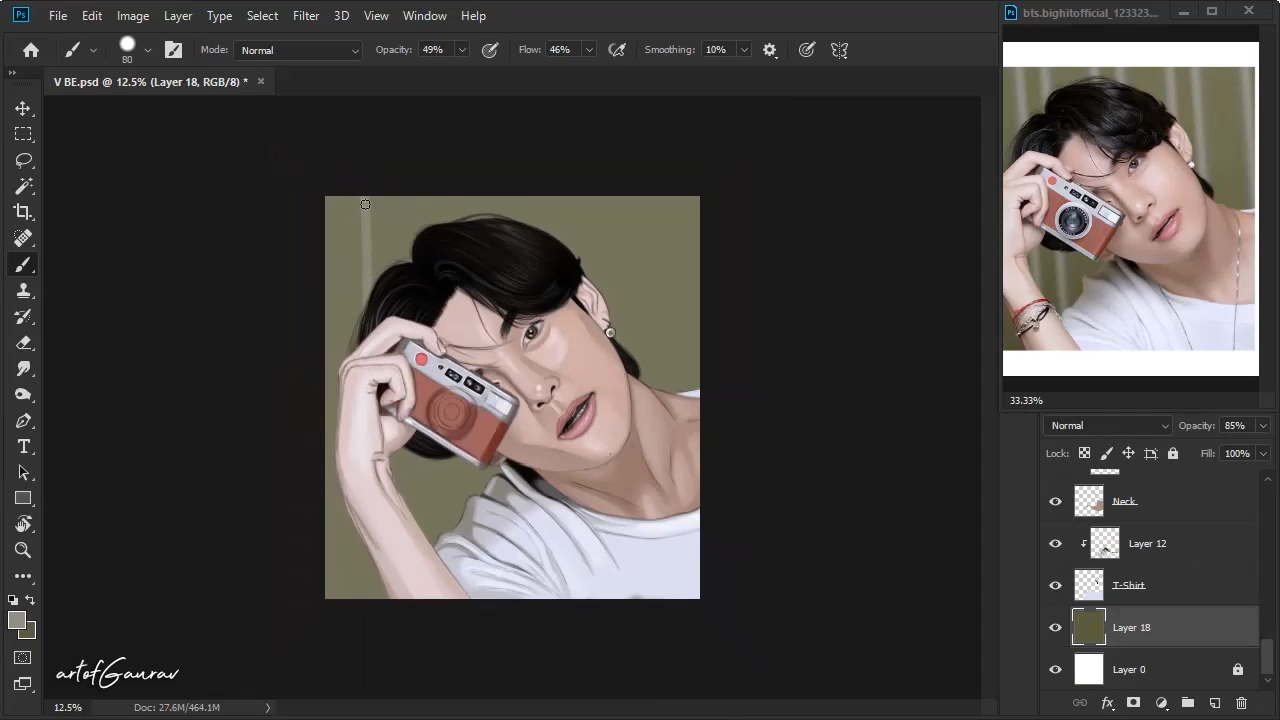 Ps File Edit Image Layer Type Select Filter 3D View Window Help
Ps bts.bighitofficial_123323...
80 Mode: Normal Opacity: 49% Flow: 46% Smoothing: 10%
V BE.psd @ 12.5% (Layer 18, RGB/8) *
33.33%
Normal Opacity: 85%
Lock: Fill: 100%
Neck
Layer 12
T-Shirt
Layer 18
Layer 0
fx
artofGaurav
12.5% Doc: 27.6M/464.1M